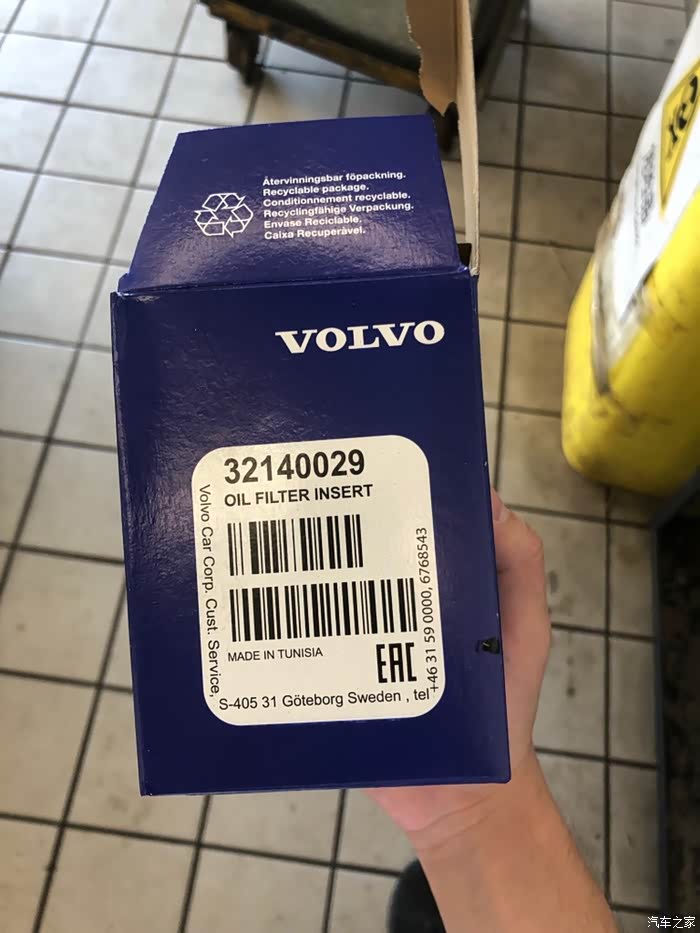 Återvinningsbar föpackning.
Recyclable package.
Conditionnement recyclable.
Recyclingfähige Verpackung.
Envase Reciclable.
Caixa Recuperàvel.
VOLVO
32140029
OIL FILTER INSERT
Volvo Car Corp. Cust. Service,
S-405 31 Göteborg Sweden , tel
+46 31 59 0000, 6768543
MADE IN TUNISIA
EAC
汽车之家